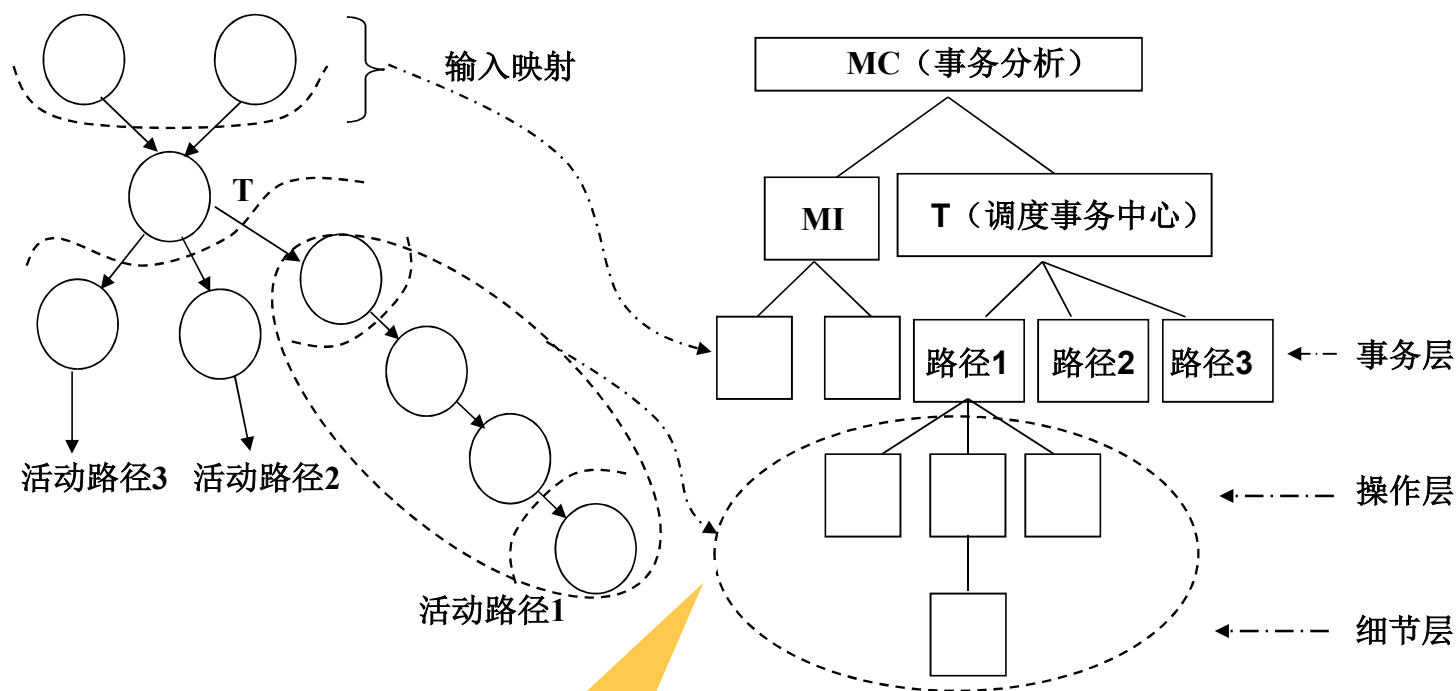 输入映射
MC（事务分析）
T
MI
T（调度事务中心）
路径1
路径2
路径3
事务层
活动路径3
活动路径2
操作层
活动路径1
细节层